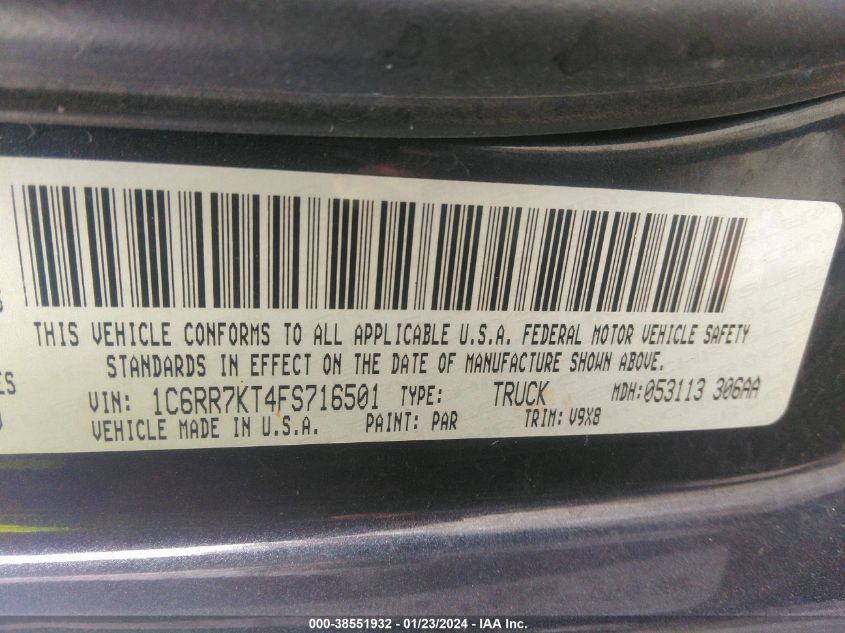 THIS VEHICLE CONFORMS TO ALL APPLICABLE U.S.A. FEDERAL MOTOR VEHICLE SAFETY
STANDARDS IN EFFECT ON THE DATE OF MANUFACTURE SHOWN ABOVE.
ES VIN: 1C6RR7KT4FS716501 TYPE: TRUCK MDH: 053113 306AA
VEHICLE MADE IN U.S.A. PAINT: PAR TRIM: V9X8
000-38551932 - 01/23/2024 - IAA Inc.